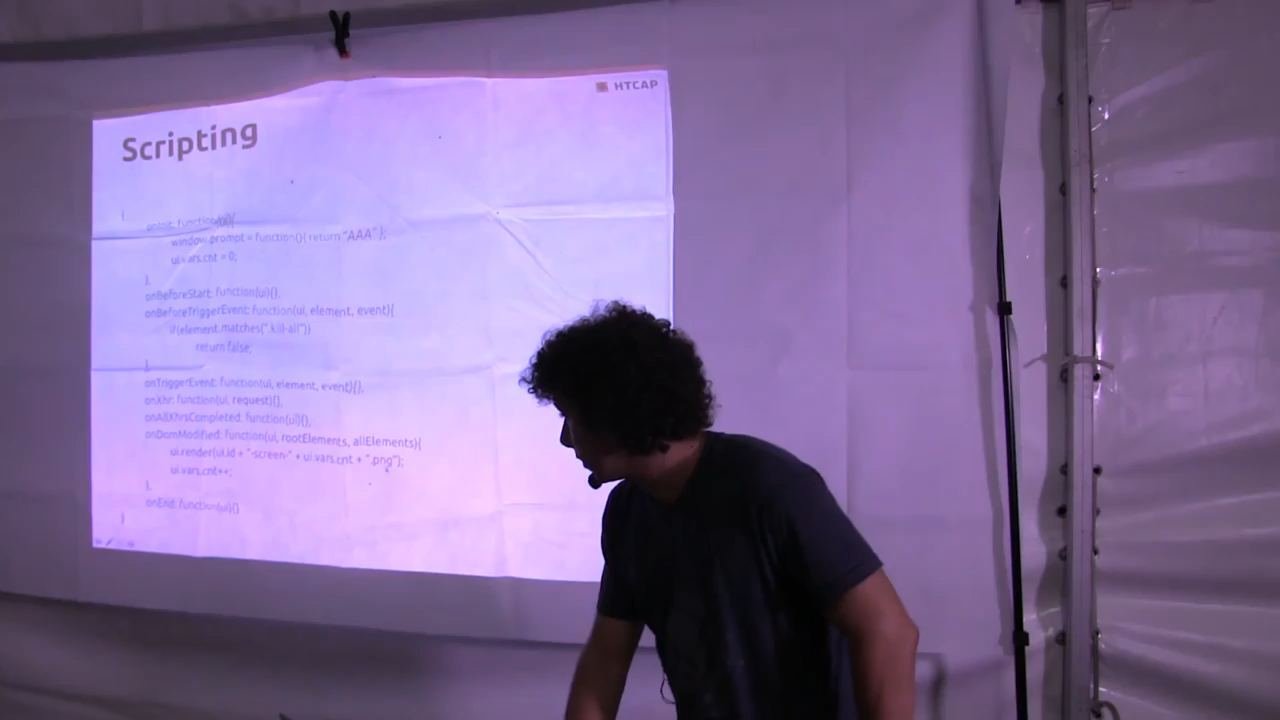 HTCAP
Scripting
{
onInit: function(ui){
window.prompt = function(){ return "AAA" };
ui.vars.cnt = 0;
},
onBeforeStart: function(ui){},
onBeforeTriggerEvent: function(ui, element, event){
if(element.matches(".kill-all"))
return false;
},
onTriggerEvent: function(ui, element, event){},
onXhr: function(ui, request){},
onAllXhrsCompleted: function(ui){},
onDomModified: function(ui, rootElements, allElements){
ui.render(ui.id + "-screen-" + ui.vars.cnt + ".png");
ui.vars.cnt++;
},
onEnd: function(ui){}
}